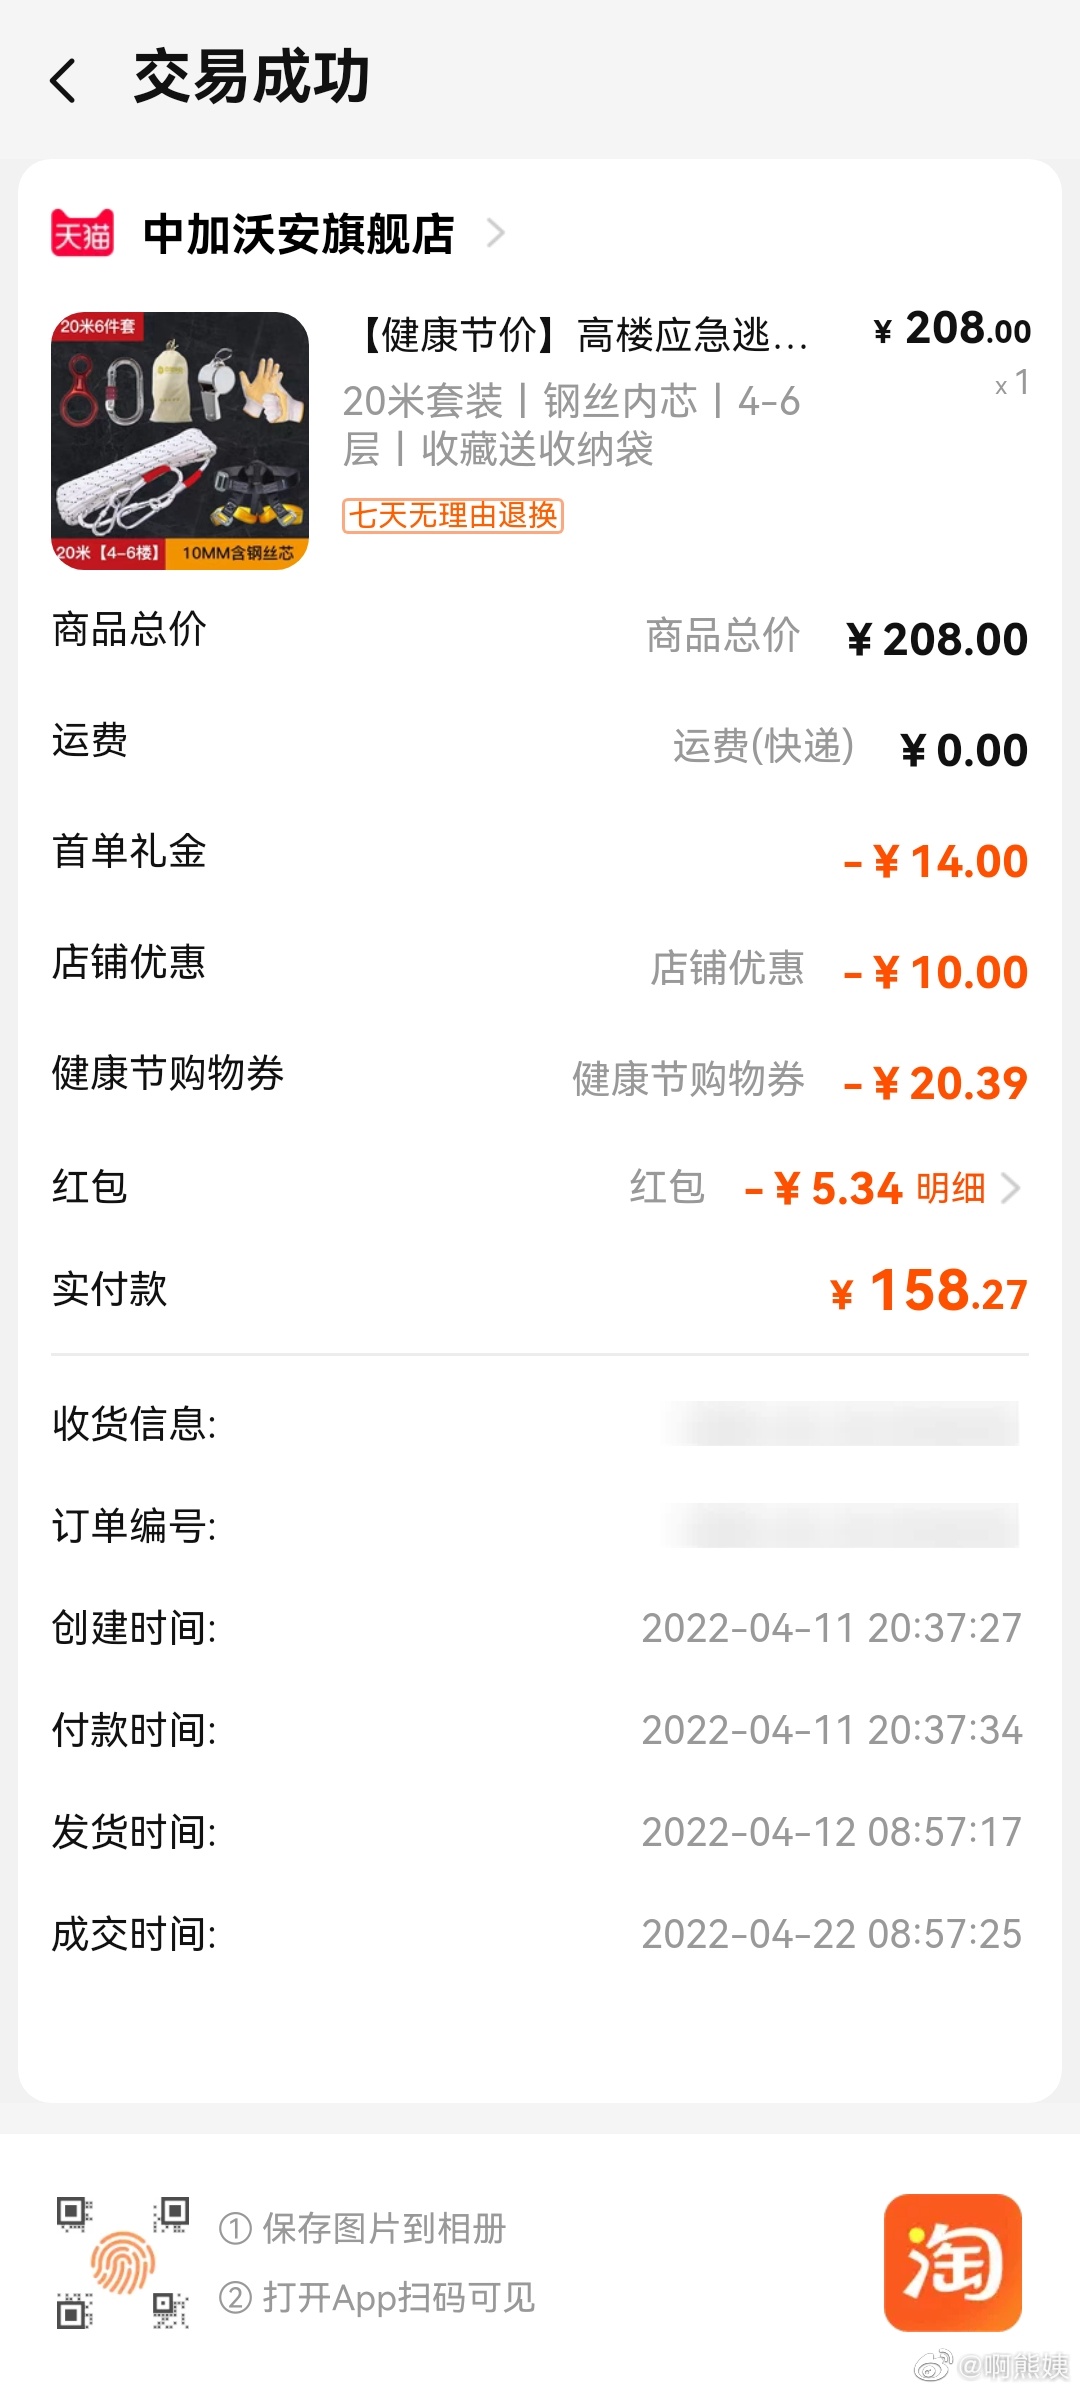 交易成功
天猫 中加沃安旗舰店
20米6件套
20米【4-6楼】 10MM含钢丝芯
【健康节价】高楼应急逃... ¥ 208.00
20米套装丨钢丝内芯丨4-6 x1
层丨收藏送收纳袋
七天无理由退换
商品总价 商品总价 ¥ 208.00
运费 运费(快递) ¥ 0.00
首单礼金 - ¥ 14.00
店铺优惠 店铺优惠 - ¥ 10.00
健康节购物券 健康节购物券 - ¥ 20.39
红包 红包 - ¥ 5.34 明细
实付款 ¥ 158.27
收货信息:
订单编号:
创建时间: 2022-04-11 20:37:27
付款时间: 2022-04-11 20:37:34
发货时间: 2022-04-12 08:57:17
成交时间: 2022-04-22 08:57:25
① 保存图片到相册
② 打开App扫码可见
淘
@啊熊姨